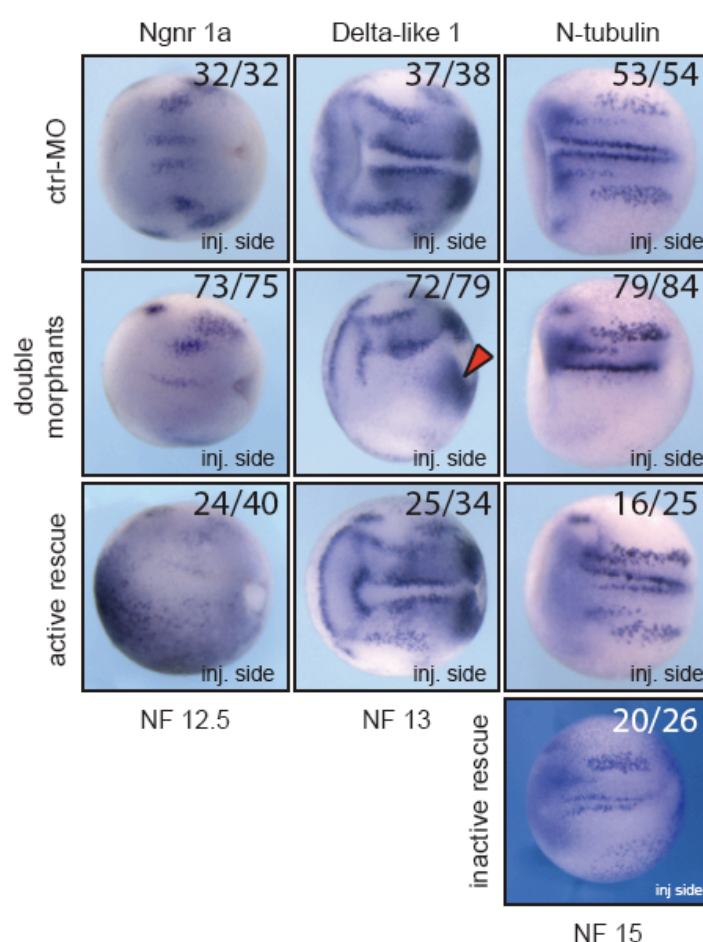 Ngnr 1a Delta-like 1 N-tubulin
ctrl-MO
32/32 37/38 53/54
inj. side inj. side inj. side
double
morphants
73/75 72/79 79/84
inj. side inj. side inj. side
active rescue
24/40 25/34 16/25
inj. side inj. side inj. side
NF 12.5 NF 13
inactive rescue
20/26
inj side
NF 15